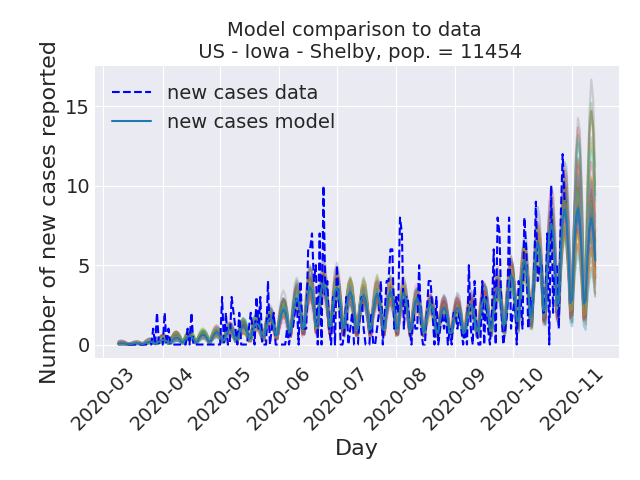 Model comparison to data
US - Iowa - Shelby, pop. = 11454
new cases data
new cases model
Number of new cases reported
15
10
5
0
2020-03
2020-04
2020-05
2020-06
2020-07
2020-08
2020-09
2020-10
2020-11
Day